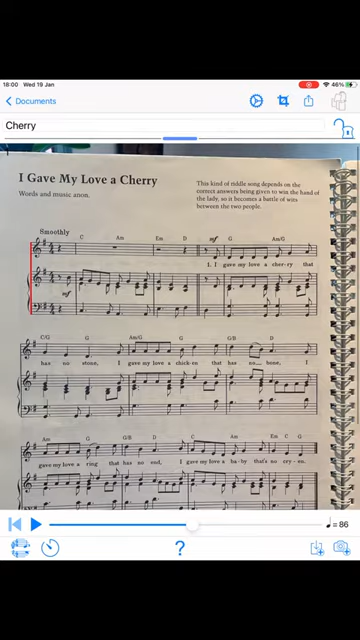 18:00 Wed 19 Jan 46%
Documents
Cherry
I Gave My Love a Cherry
Words and music anon.
This kind of riddle song depends on the
correct answers being given to win the hand of
the lady, so it becomes a battle of wits
between the two people.
Smoothly
C Am Em D mf G Am/G
1. I gave my love a cher-ry that
mf
C/G G Am/G G G/B D G
has no stone, I gave my love a chick-en that has no bone, I
Am G G/B D C Am Em C G
gave my love a ring that has no end, I gave my love a ba-by that's no cry-en.
? ♩= 86